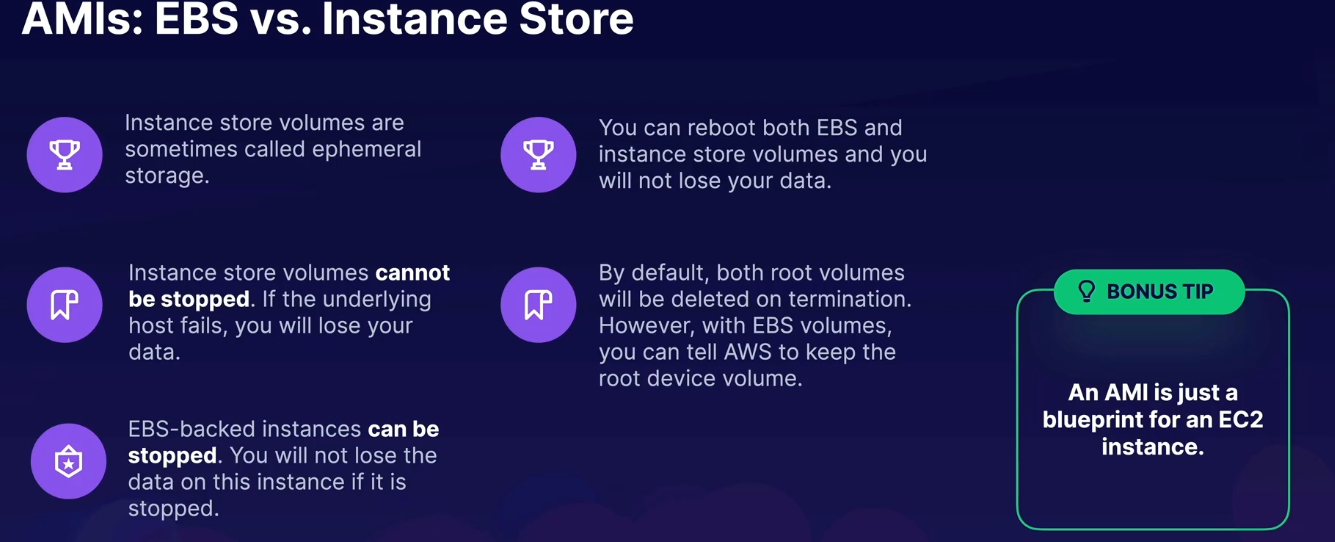 AMIs: EBS vs. Instance Store
Instance store volumes are
sometimes called ephemeral
storage.
Instance store volumes cannot
be stopped. If the underlying
host fails, you will lose your
data.
EBS-backed instances can be
stopped. You will not lose the
data on this instance if it is
stopped.
You can reboot both EBS and
instance store volumes and you
will not lose your data.
By default, both root volumes
will be deleted on termination.
However, with EBS volumes,
you can tell AWS to keep the
root device volume.
BONUS TIP
An AMI is just a
blueprint for an EC2
instance.